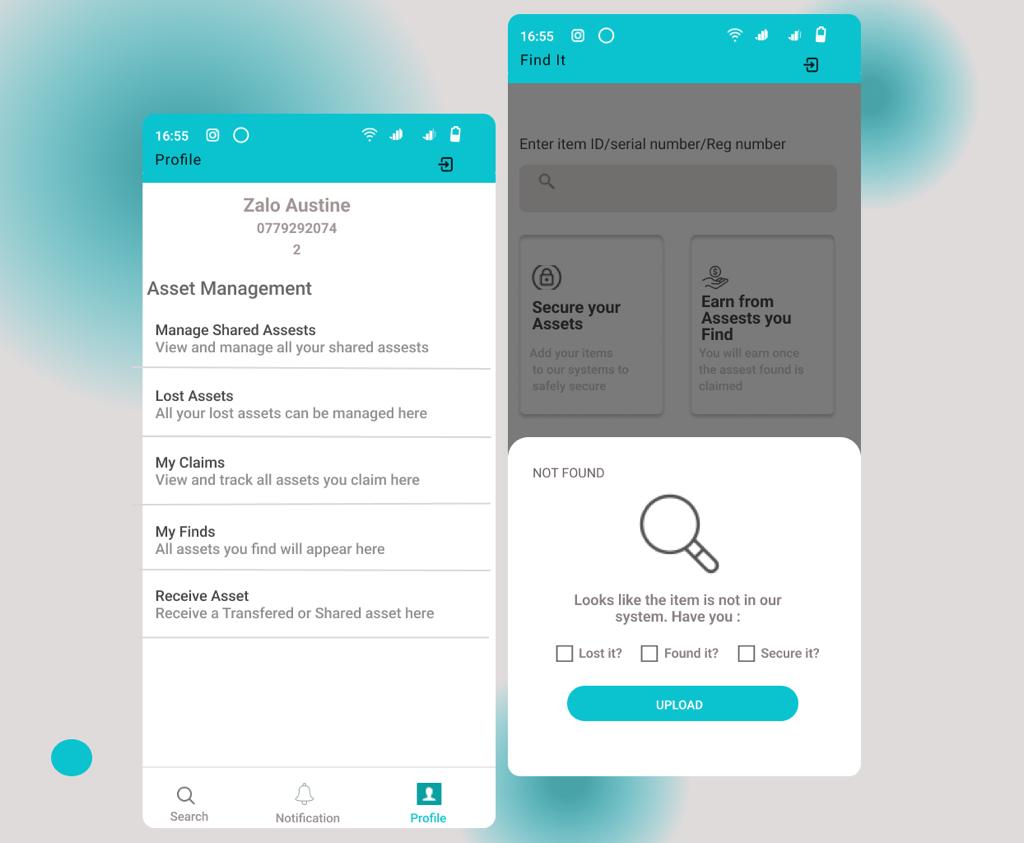 16:55
Profile
Zalo Austine
0779292074
2
Asset Management
Manage Shared Assests
View and manage all your shared assests
Lost Assets
All your lost assets can be managed here
My Claims
View and track all assets you claim here
My Finds
All assets you find will appear here
Receive Asset
Receive a Transfered or Shared asset here
Search
Notification
Profile
16:55
Find It
Enter item ID/serial number/Reg number
Secure your
Assets
Add your items
to our systems to
safely secure
Earn from
Assests you
Find
You will earn once
the assest found is
claimed
NOT FOUND
Looks like the item is not in our
system. Have you :
Lost it?
Found it?
Secure it?
UPLOAD